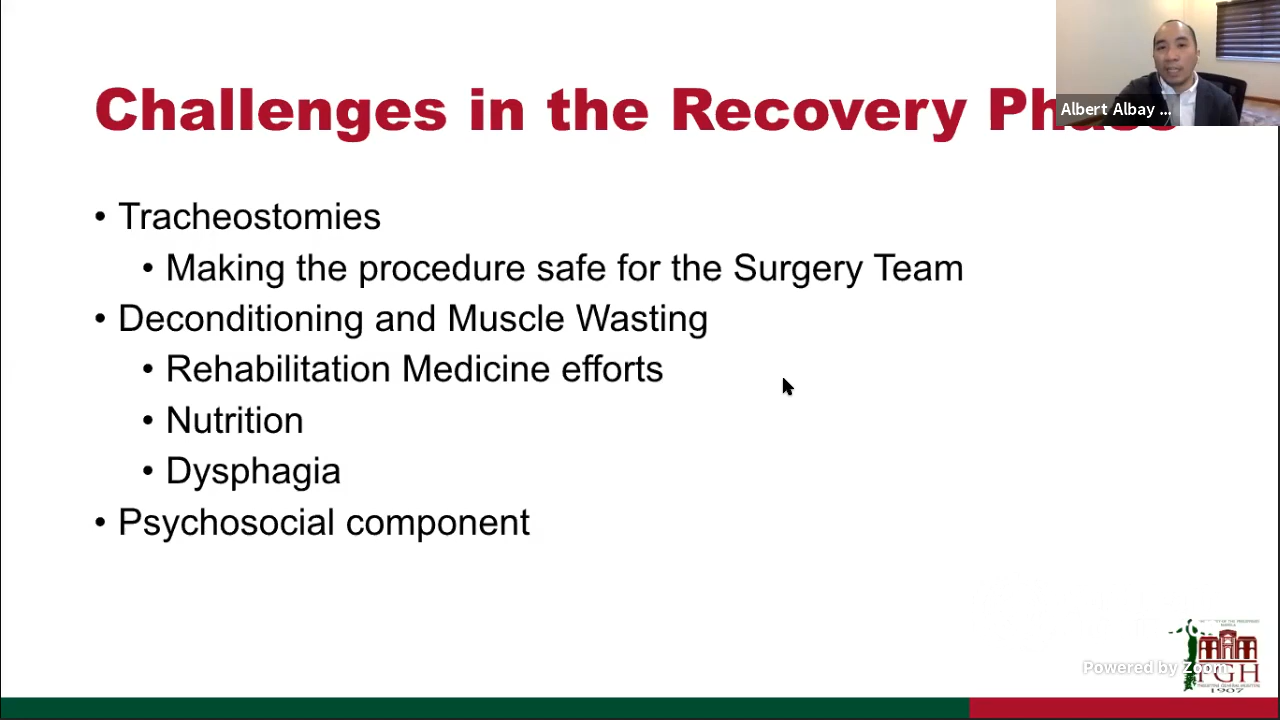 Challenges in the Recovery Phase
Albert Albay ...
• Tracheostomies
• Making the procedure safe for the Surgery Team
• Deconditioning and Muscle Wasting
• Rehabilitation Medicine efforts
• Nutrition
• Dysphagia
• Psychosocial component
Powered by Zoom
PGH
1907